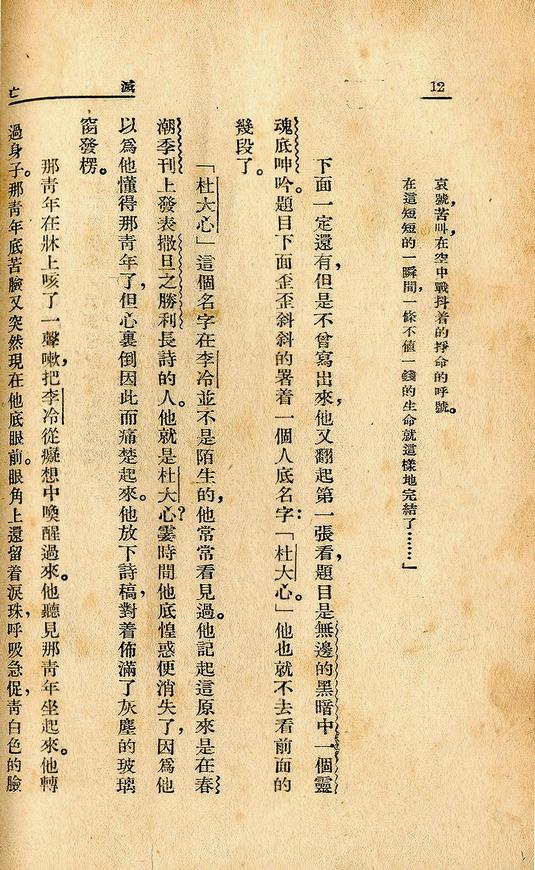 12
滅
亡
哀號，苦叫，在空中戰抖着的掙命的呼號。
在這短短的一瞬間，一條不値一錢的生命就這樣地完結了……」
下面一定還有，但是不曾寫出來，他又翻起第一張看，題目是無邊的黑暗中一個靈
魂底呻吟。題目下面歪歪斜斜的署着一個人底名字：「杜大心。」他也就不去看前面的
幾段了。
「杜大心」這個名字在李冷並不是陌生的，他常常看見過。他記起這原來是在春
潮季刊上發表撒旦之勝利長詩的人。他就是杜大心？霎時間他底惶惑便消失了，因爲他
以爲他懂得那靑年了，但心裏倒因此而痛楚起來。他放下詩稿，對着佈滿了灰塵的玻璃
窗發楞。
那靑年在牀上咳了一聲嗽，把李冷從癡想中喚醒過來。他聽見那靑年坐起來。他轉
過身子。那靑年底苦臉又突然現在他底眼前。眼角上還留着淚珠，呼吸急促，靑白色的臉